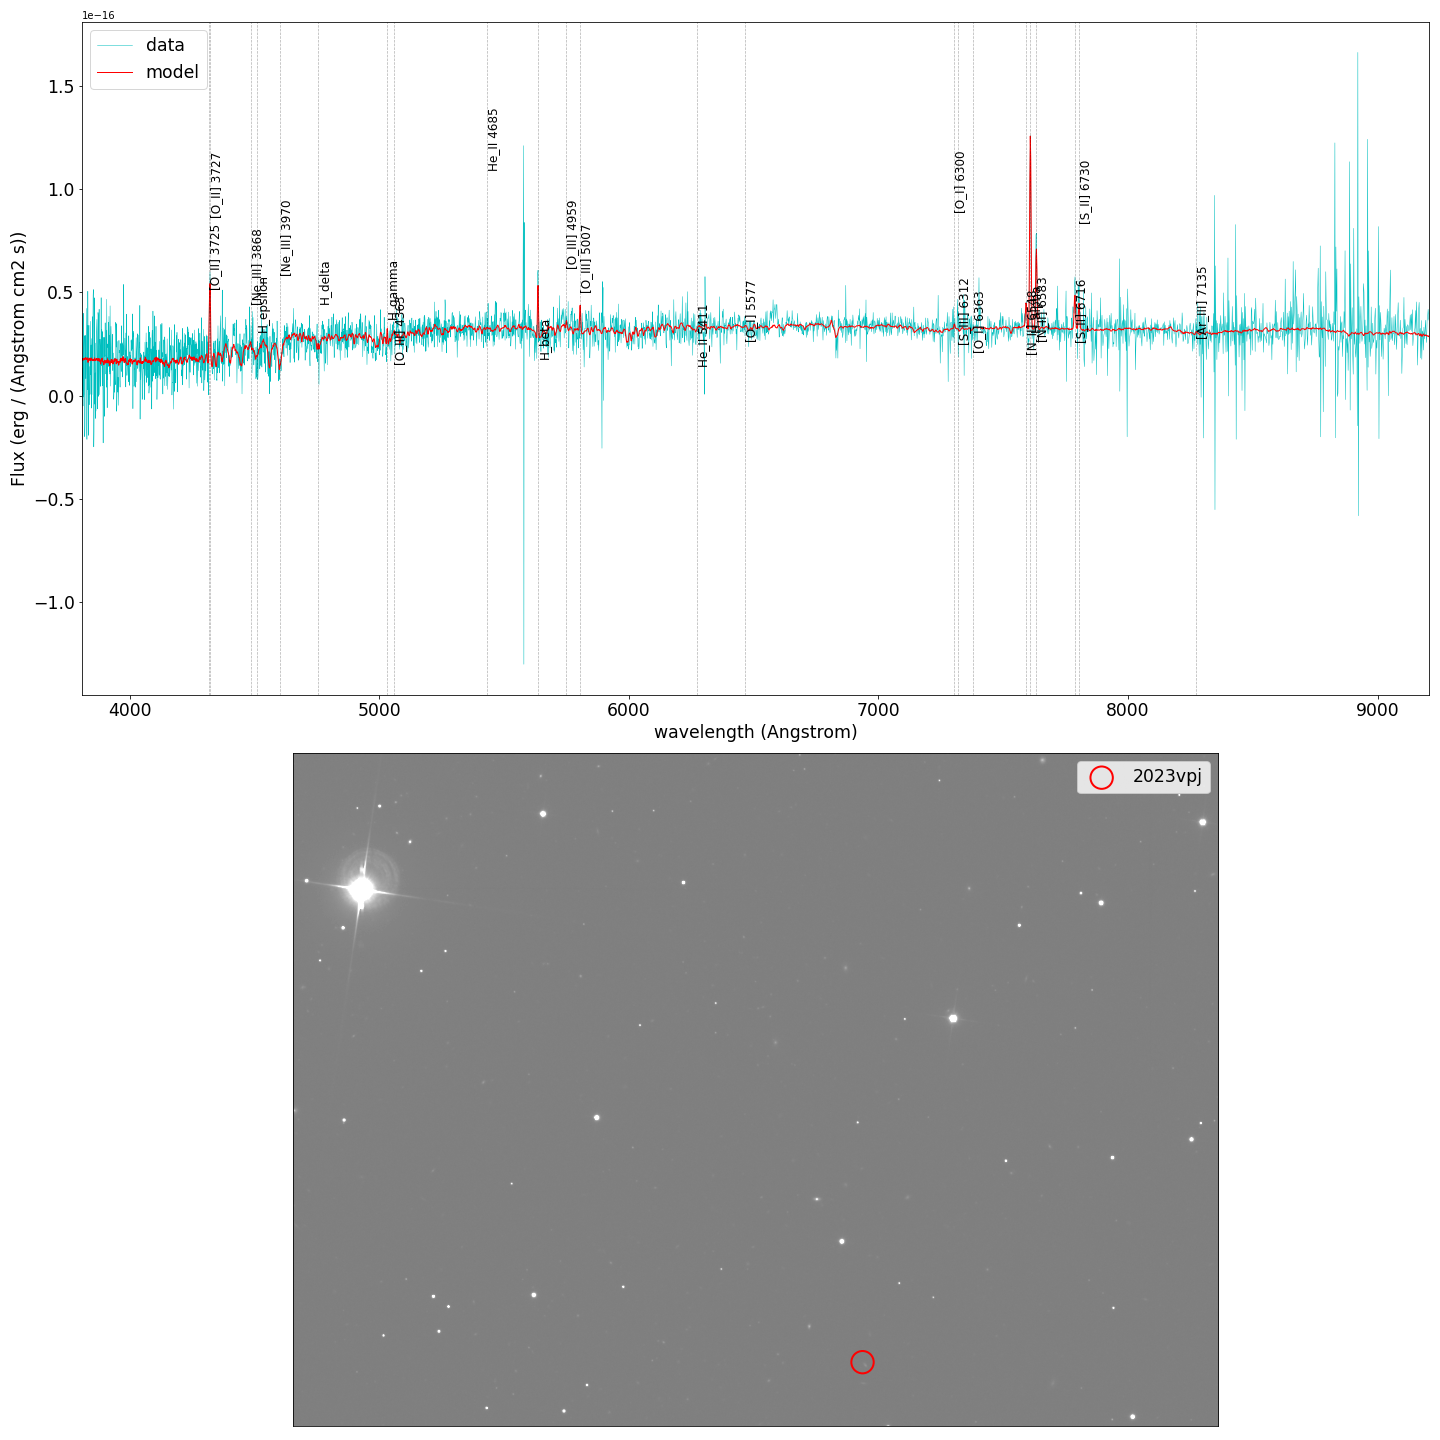 1e−16
data
model
1.5
1.0
0.5
0.0
−0.5
−1.0
Flux (erg / (Angstrom cm2 s))
[O_II] 3725
[O_II] 3727
[Ne_III] 3868
H_epsilon
[Ne_III] 3970
H_delta
H_gamma
[O_III] 4363
He_II 4685
H_beta
[O_III] 4959
[O_III] 5007
He_II 5411
[O_I] 5577
[O_I] 6300
[S_III] 6312
[O_I] 6363
[N_II] 6583
[S_II] 6716
[S_II] 6730
[Ar_III] 7135
4000
5000
6000
7000
8000
9000
wavelength (Angstrom)
2023vpj